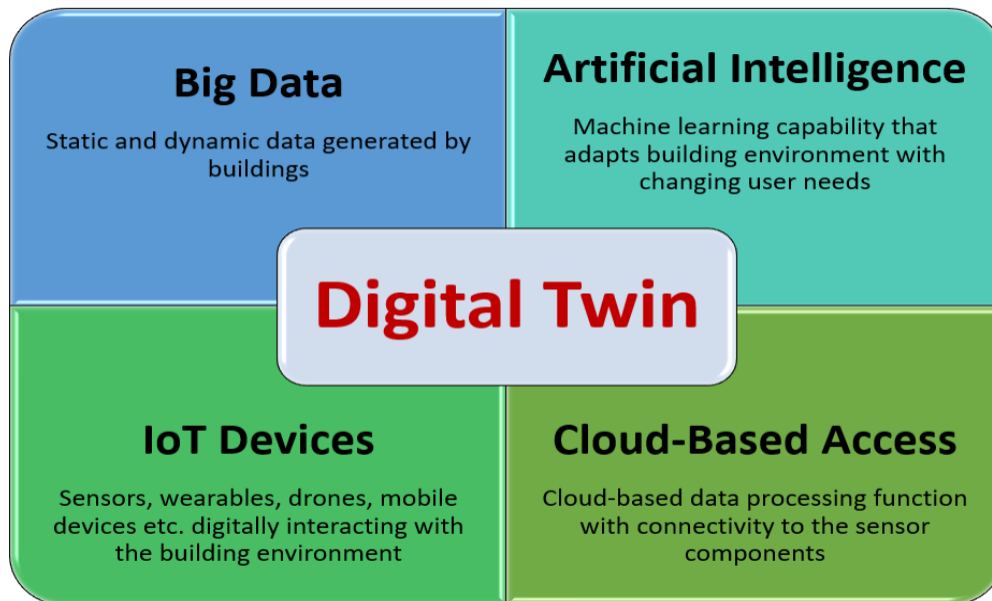 Big Data
Static and dynamic data generated by
buildings
Artificial Intelligence
Machine learning capability that
adapts building environment with
changing user needs
Digital Twin
IoT Devices
Sensors, wearables, drones, mobile
devices etc. digitally interacting with
the building environment
Cloud-Based Access
Cloud-based data processing function
with connectivity to the sensor
components